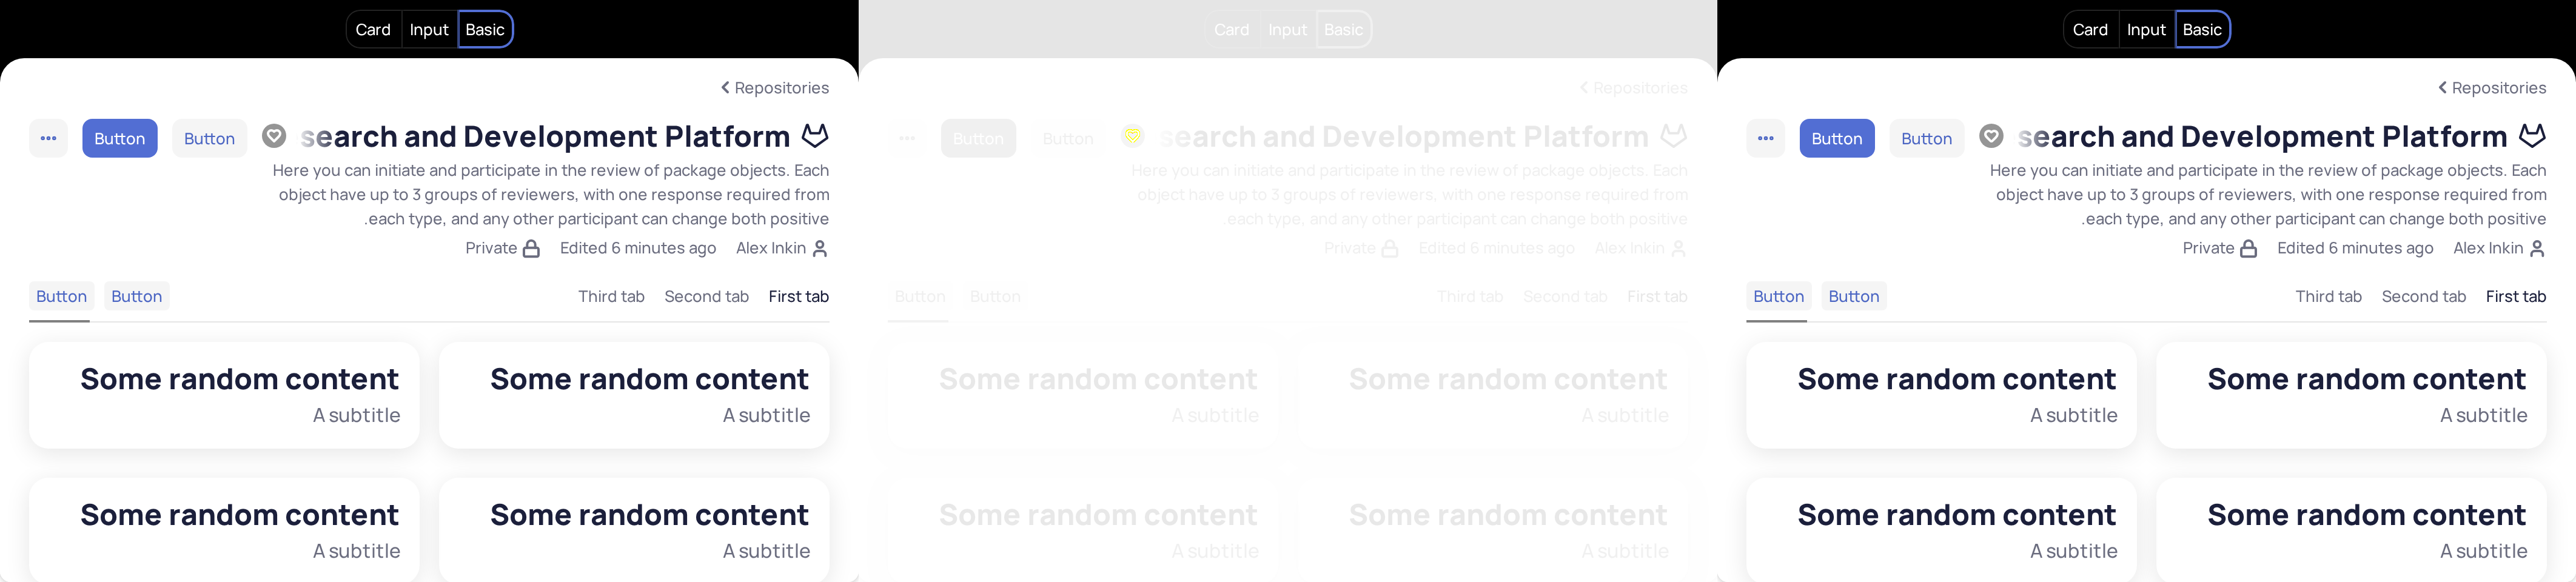 Card Input Basic
Repositories
Button Button search and Development Platform
Here you can initiate and participate in the review of package objects. Each
object have up to 3 groups of reviewers, with one response required from
.each type, and any other participant can change both positive
Private Edited 6 minutes ago Alex Inkin
Button Button Third tab Second tab First tab
Some random content Some random content
A subtitle A subtitle
Some random content Some random content
A subtitle A subtitle
Card Input Basic
Repositories
Button Button search and Development Platform
Here you can initiate and participate in the review of package objects. Each
object have up to 3 groups of reviewers, with one response required from
.each type, and any other participant can change both positive
Private Edited 6 minutes ago Alex Inkin
Button Button Third tab Second tab First tab
Some random content Some random content
A subtitle A subtitle
Some random content Some random content
A subtitle A subtitle
Card Input Basic
Repositories
Button Button search and Development Platform
Here you can initiate and participate in the review of package objects. Each
object have up to 3 groups of reviewers, with one response required from
.each type, and any other participant can change both positive
Private Edited 6 minutes ago Alex Inkin
Button Button Third tab Second tab First tab
Some random content Some random content
A subtitle A subtitle
Some random content Some random content
A subtitle A subtitle